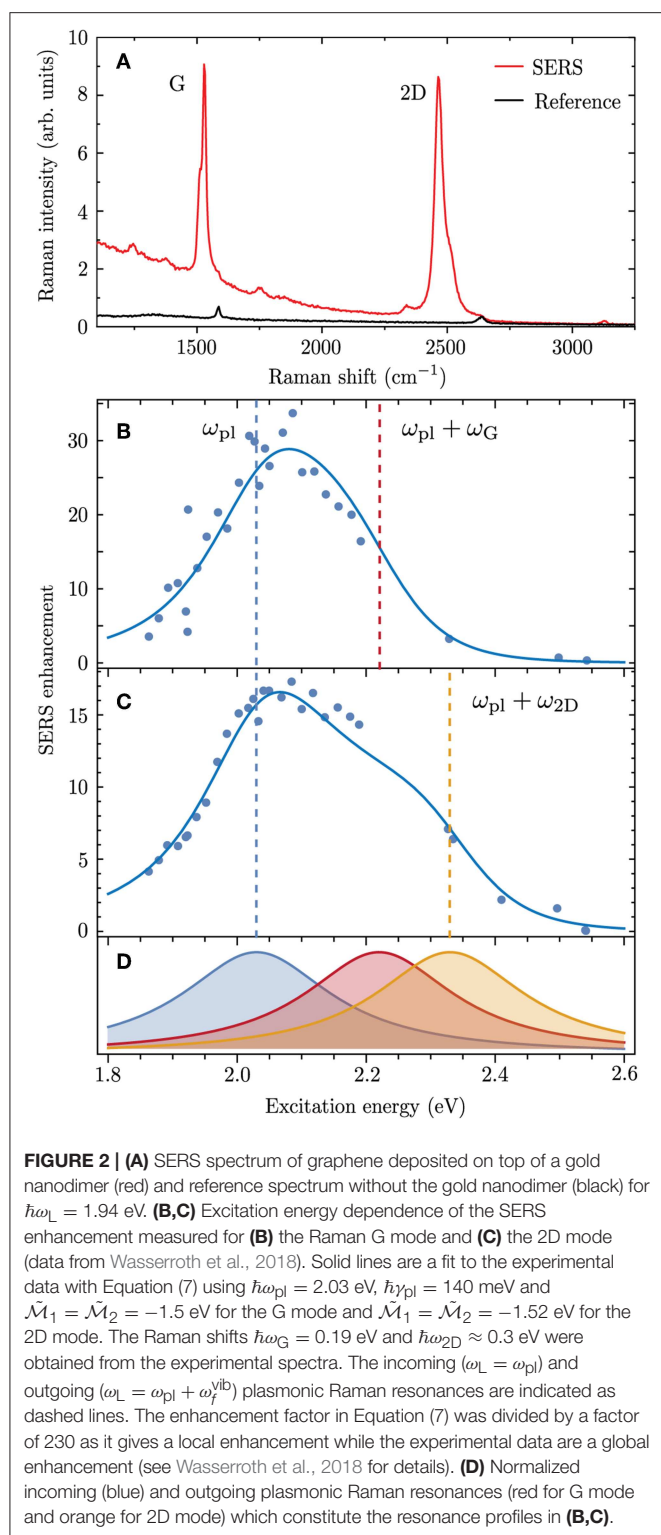 A
G
2D
SERS
Reference
Raman intensity (arb. units)
10
8
6
4
2
0
1500
2000
2500
3000
Raman shift (cm⁻¹)
B
ω_pl
ω_pl + ω_G
30
20
10
0
SERS enhancement
C
ω_pl + ω_2D
15
10
5
0
D
1.8
2.0
2.2
2.4
2.6
Excitation energy (eV)
FIGURE 2 | (A) SERS spectrum of graphene deposited on top of a gold
nanodimer (red) and reference spectrum without the gold nanodimer (black) for
ℏω_L = 1.94 eV. (B,C) Excitation energy dependence of the SERS
enhancement measured for (B) the Raman G mode and (C) the 2D mode
(data from Wasserroth et al., 2018). Solid lines are a fit to the experimental
data with Equation (7) using ℏω_pl = 2.03 eV, ℏγ_pl = 140 meV and
M̃₁ = M̃₂ = −1.5 eV for the G mode and M̃₁ = M̃₂ = −1.52 eV for the
2D mode. The Raman shifts ℏω_G = 0.19 eV and ℏω_2D ≈ 0.3 eV were
obtained from the experimental spectra. The incoming (ω_L = ω_pl) and
outgoing (ω_L = ω_pl + ω_f^vib) plasmonic Raman resonances are indicated as
dashed lines. The enhancement factor in Equation (7) was divided by a factor
of 230 as it gives a local enhancement while the experimental data are a global
enhancement (see Wasserroth et al., 2018 for details). (D) Normalized
incoming (blue) and outgoing plasmonic Raman resonances (red for G mode
and orange for 2D mode) which constitute the resonance profiles in (B,C).